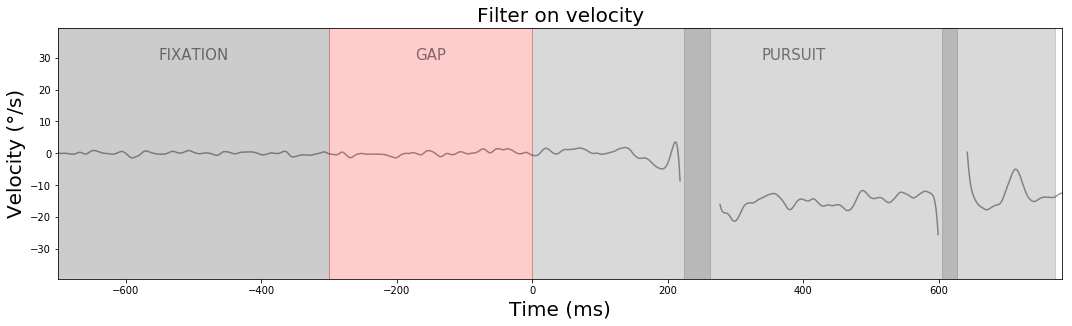 Filter on velocity
FIXATION
GAP
PURSUIT
Velocity (°/s)
30
20
10
0
−10
−20
−30
−600
−400
−200
0
200
400
600
Time (ms)